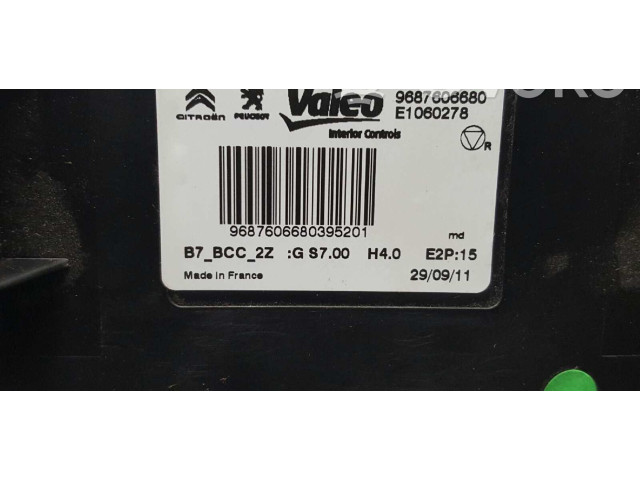 CITROËN PEUGEOT Valeo 9687606680
E1060278
Interior Controls
R
9687606680395201
md
B7_BCC_2Z :G S7.00 H4.0 E2P:15
Made in France 29/09/11